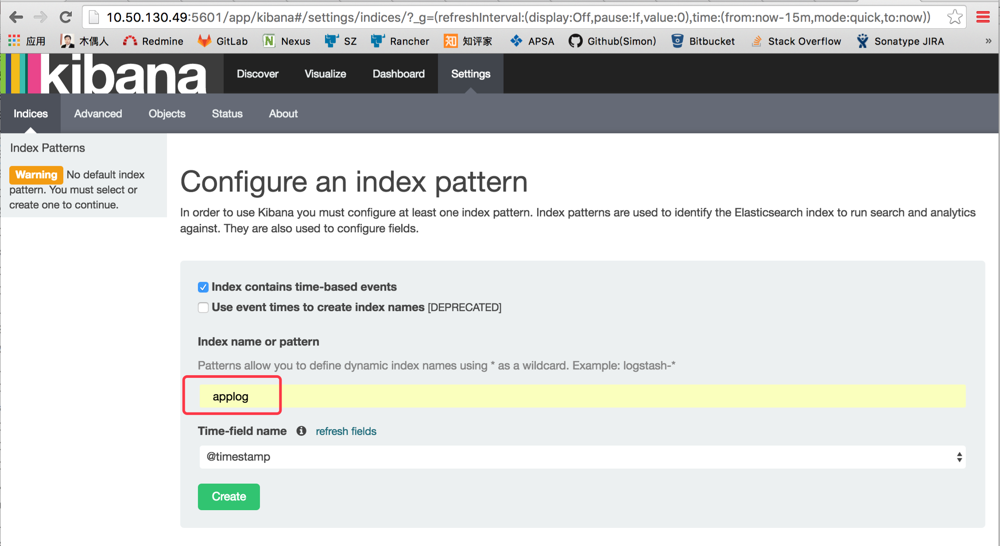 10.50.130.49:5601/app/kibana#/settings/indices/?_g=(refreshInterval:(display:Off,pause:!f,value:0),time:(from:now-15m,mode:quick,to:now))
应用 木偶人 Redmine GitLab N Nexus SZ Rancher 知 知评家 APSA Github(Simon) Bitbucket Stack Overflow Sonatype JIRA »
kibana Discover Visualize Dashboard Settings
Indices Advanced Objects Status About
Index Patterns
Warning No default index
pattern. You must select or
create one to continue.
Configure an index pattern
In order to use Kibana you must configure at least one index pattern. Index patterns are used to identify the Elasticsearch index to run search and analytics
against. They are also used to configure fields.
Index contains time-based events
Use event times to create index names [DEPRECATED]
Index name or pattern
Patterns allow you to define dynamic index names using * as a wildcard. Example: logstash-*
applog
Time-field name refresh fields
@timestamp
Create